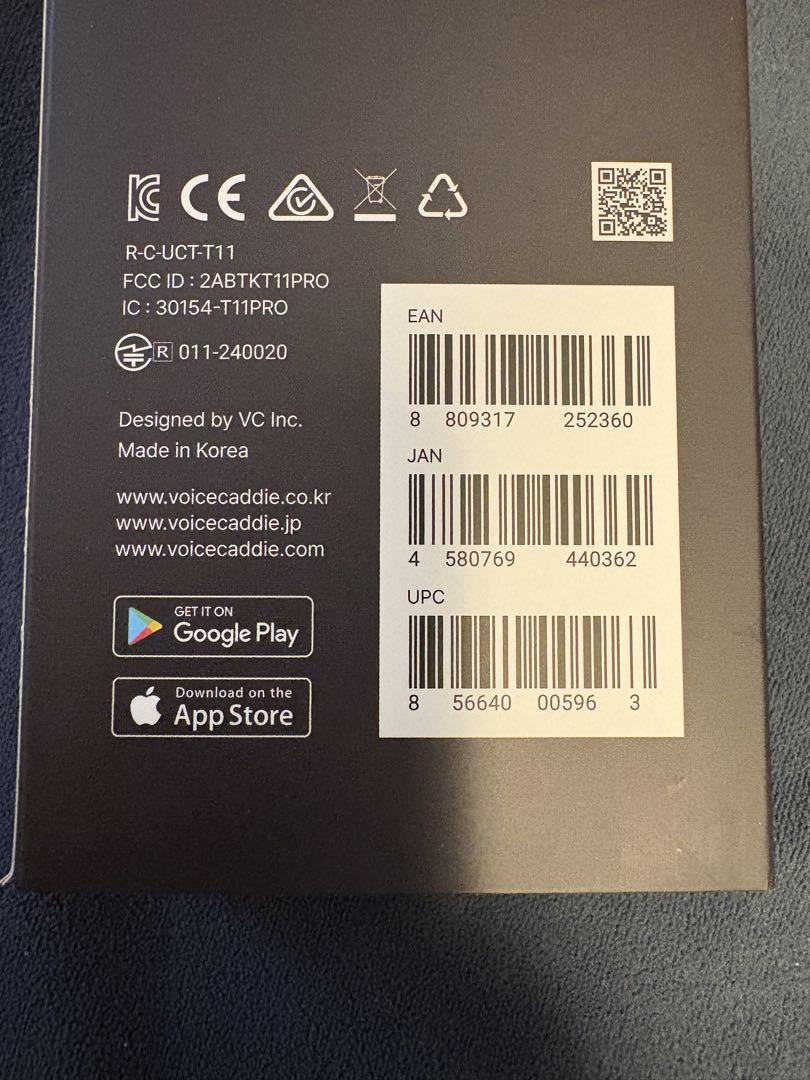 R-C-UCT-T11
FCC ID : 2ABTKT11PRO
IC : 30154-T11PRO
R 011-240020
Designed by VC Inc.
Made in Korea
www.voicecaddie.co.kr
www.voicecaddie.jp
www.voicecaddie.com
GET IT ON
Google Play
Download on the
App Store
EAN
8 809317 252360
JAN
4 580769 440362
UPC
8 56640 00596 3